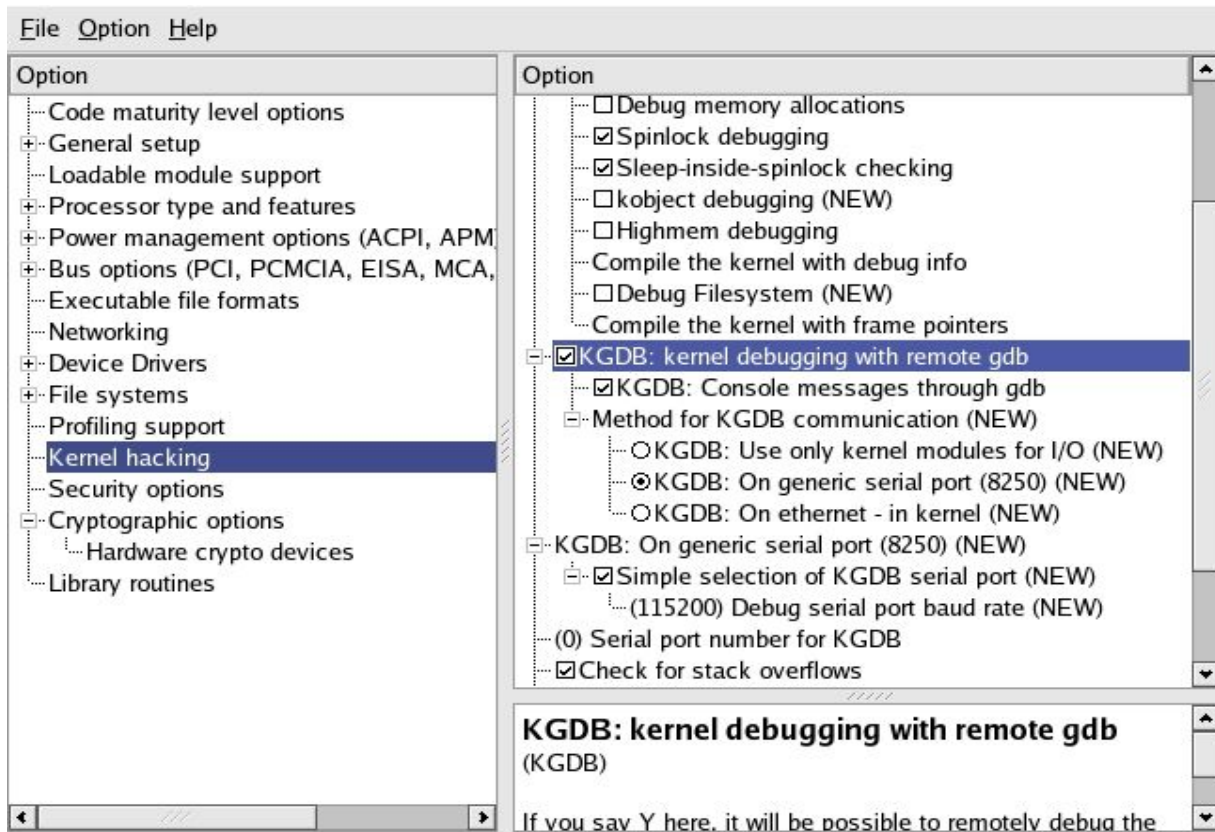 File Option Help
Option
Code maturity level options
General setup
Loadable module support
Processor type and features
Power management options (ACPI, APM)
Bus options (PCI, PCMCIA, EISA, MCA,
Executable file formats
Networking
Device Drivers
File systems
Profiling support
Kernel hacking
Security options
Cryptographic options
Hardware crypto devices
Library routines
Option
Debug memory allocations
Spinlock debugging
Sleep-inside-spinlock checking
kobject debugging (NEW)
Highmem debugging
Compile the kernel with debug info
Debug Filesystem (NEW)
Compile the kernel with frame pointers
KGDB: kernel debugging with remote gdb
KGDB: Console messages through gdb
Method for KGDB communication (NEW)
KGDB: Use only kernel modules for I/O (NEW)
KGDB: On generic serial port (8250) (NEW)
KGDB: On ethernet - in kernel (NEW)
KGDB: On generic serial port (8250) (NEW)
Simple selection of KGDB serial port (NEW)
(115200) Debug serial port baud rate (NEW)
(0) Serial port number for KGDB
Check for stack overflows
KGDB: kernel debugging with remote gdb
(KGDB)
If you say Y here, it will be possible to remotely debug the